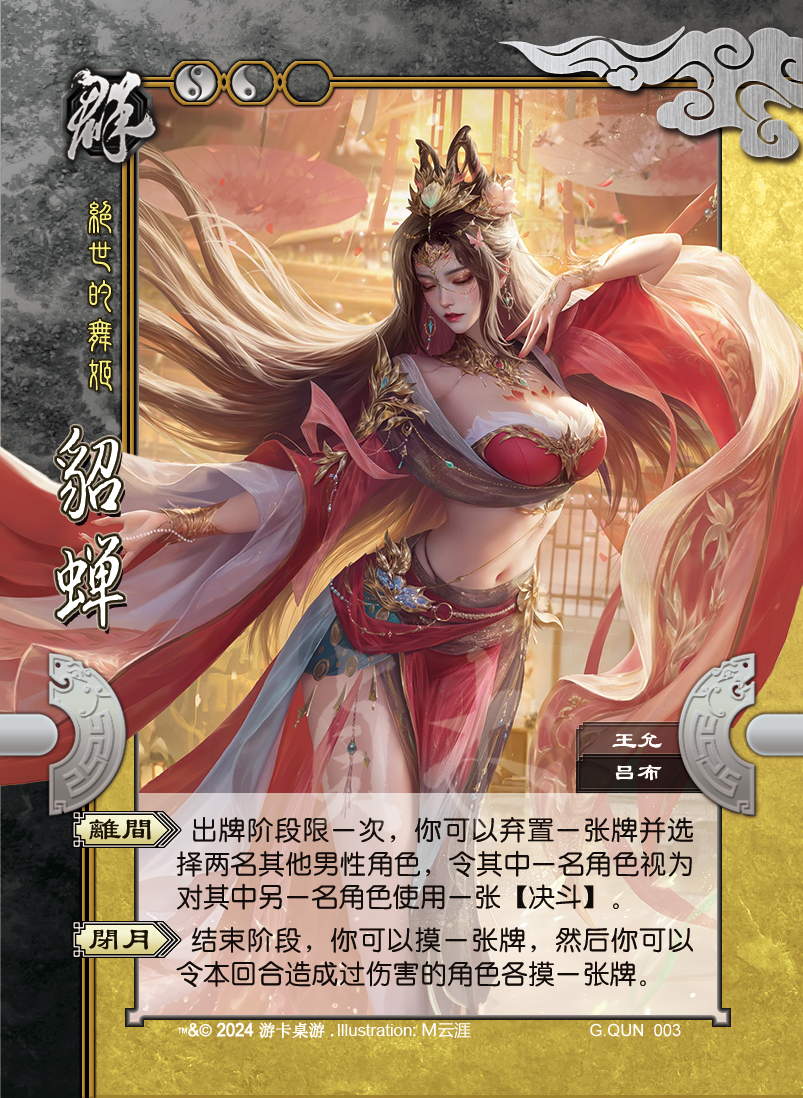 群
絕世的舞姬
貂蝉
王允
吕布
離間
出牌阶段限一次，你可以弃置一张牌并选
择两名其他男性角色，令其中一名角色视为
对其中另一名角色使用一张【决斗】。
閉月
结束阶段，你可以摸一张牌，然后你可以
令本回合造成过伤害的角色各摸一张牌。
™&© 2024 游卡桌游 . Illustration: M云涯
G.QUN 003